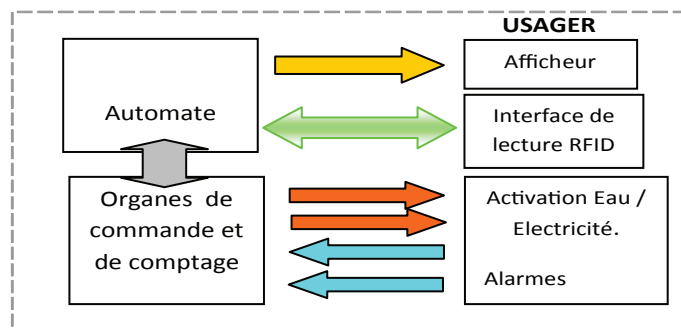 USAGER
Afficheur
Automate
Interface de
lecture RFID
Organes de
commande et
de comptage
Activation Eau /
Electricité.
Alarmes